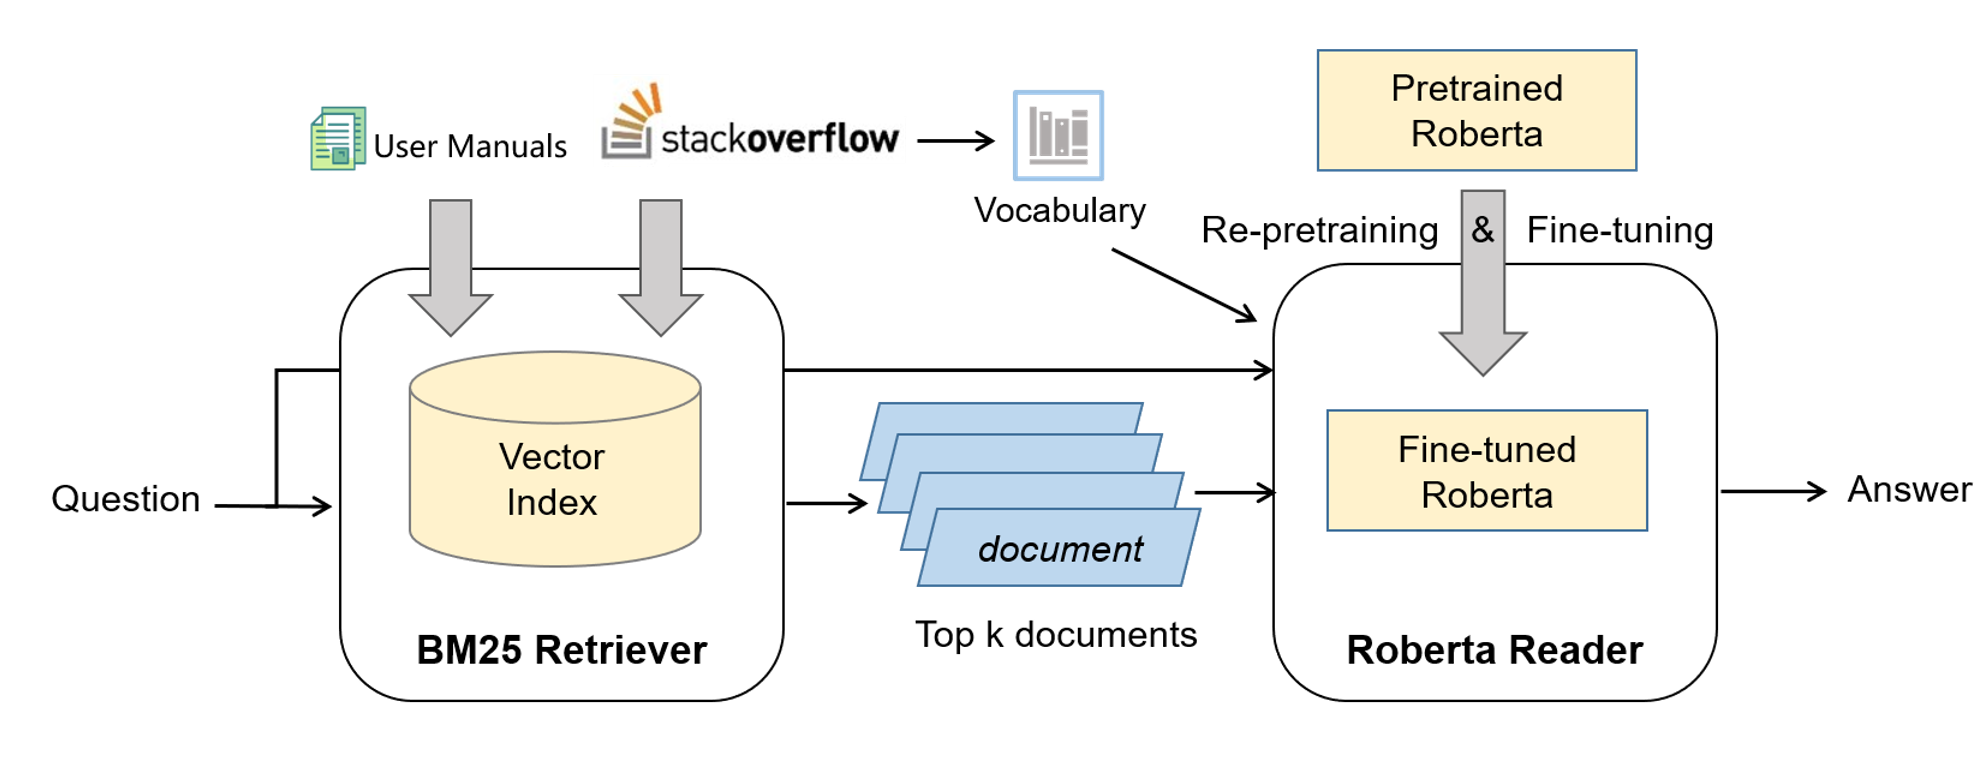 User Manuals
stackoverflow
Vocabulary
Pretrained
Roberta
Re-pretraining & Fine-tuning
Question
Vector
Index
BM25 Retriever
document
Top k documents
Fine-tuned
Roberta
Roberta Reader
Answer